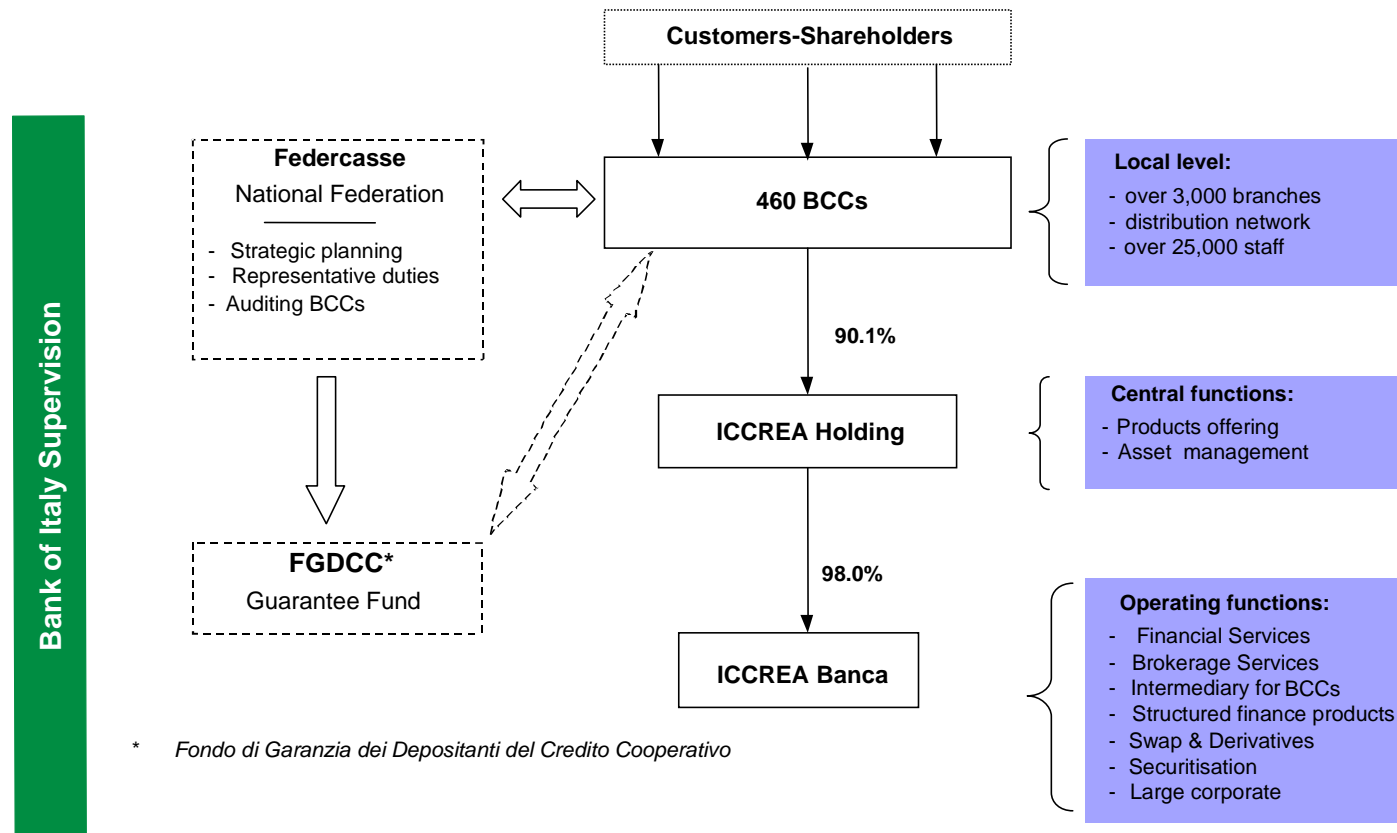 Customers-Shareholders
Bank of Italy Supervision
Federcasse
National Federation
- Strategic planning
- Representative duties
- Auditing BCCs
460 BCCs
Local level:
- over 3,000 branches
- distribution network
- over 25,000 staff
90.1%
ICCREA Holding
Central functions:
- Products offering
- Asset management
FGDCC*
Guarantee Fund
98.0%
ICCREA Banca
Operating functions:
- Financial Services
- Brokerage Services
- Intermediary for BCCs
- Structured finance products
- Swap & Derivatives
- Securitisation
- Large corporate
* Fondo di Garanzia dei Depositanti del Credito Cooperativo